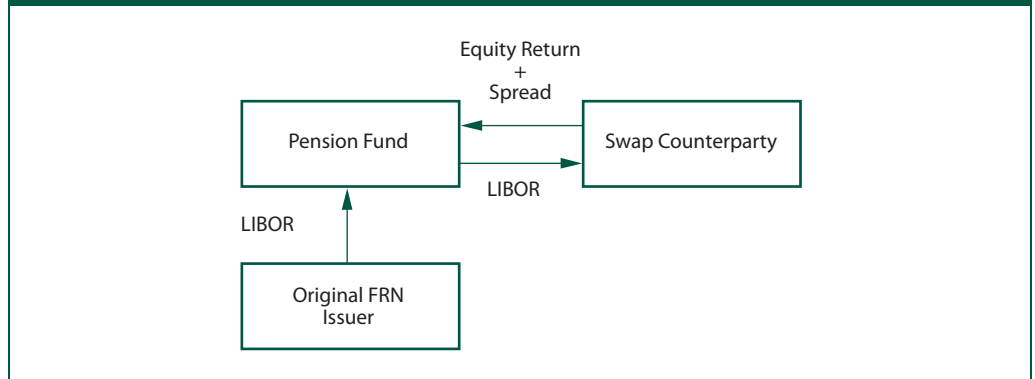 Equity Return
+
Spread
Pension Fund
Swap Counterparty
LIBOR
LIBOR
Original FRN
Issuer